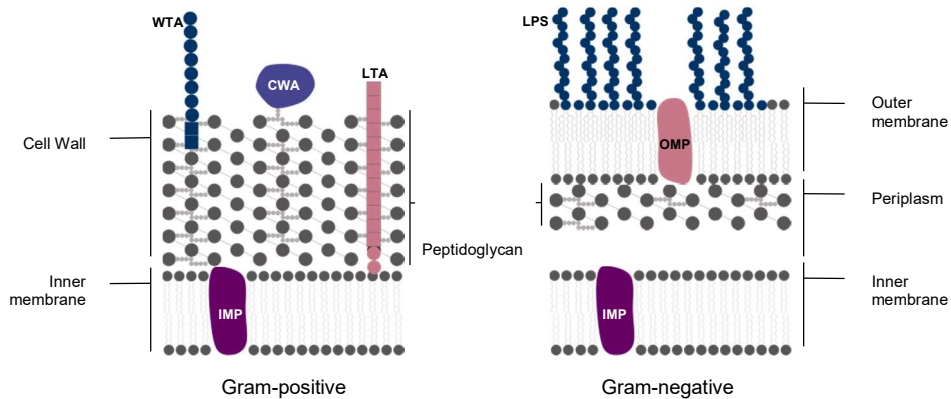 WTA
LPS
LTA
CWA
Cell Wall
OMP
Outer
membrane
Periplasm
Peptidoglycan
Inner
membrane
IMP
IMP
Inner
membrane
Gram-positive
Gram-negative